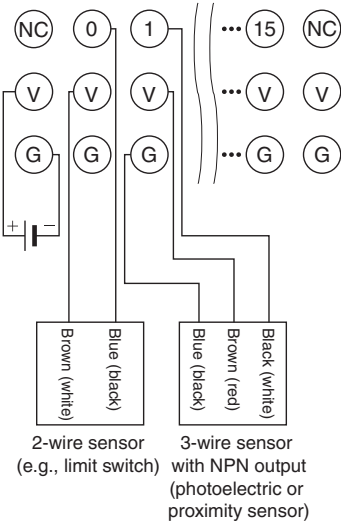 NC 0 1 ••• 15 NC
V V V ••• V V
G G G ••• G G
+ −
Brown (white)
Blue (black)
Blue (black)
Brown (red)
Black (white)
2-wire sensor
(e.g., limit switch)
3-wire sensor
with NPN output
(photoelectric or
proximity sensor)